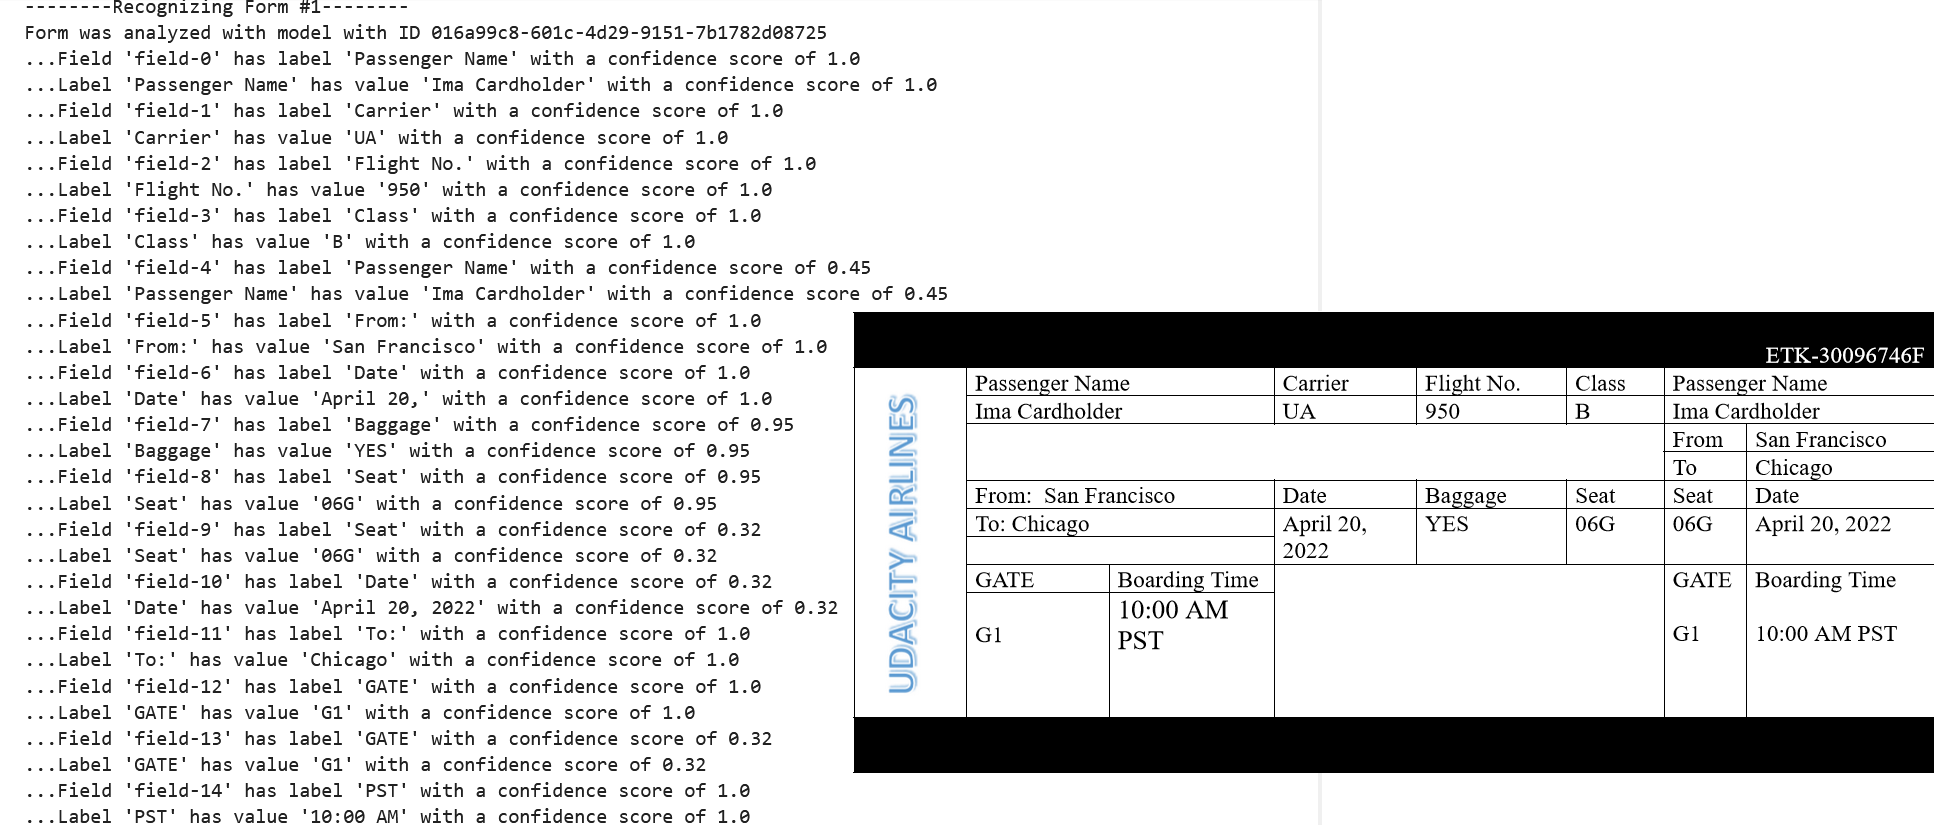 --------Recognizing Form #1--------
Form was analyzed with model with ID 016a99c8-601c-4d29-9151-7b1782d08725
...Field 'field-0' has label 'Passenger Name' with a confidence score of 1.0
...Label 'Passenger Name' has value 'Ima Cardholder' with a confidence score of 1.0
...Field 'field-1' has label 'Carrier' with a confidence score of 1.0
...Label 'Carrier' has value 'UA' with a confidence score of 1.0
...Field 'field-2' has label 'Flight No.' with a confidence score of 1.0
...Label 'Flight No.' has value '950' with a confidence score of 1.0
...Field 'field-3' has label 'Class' with a confidence score of 1.0
...Label 'Class' has value 'B' with a confidence score of 1.0
...Field 'field-4' has label 'Passenger Name' with a confidence score of 0.45
...Label 'Passenger Name' has value 'Ima Cardholder' with a confidence score of 0.45
...Field 'field-5' has label 'From:' with a confidence score of 1.0
...Label 'From:' has value 'San Francisco' with a confidence score of 1.0
...Field 'field-6' has label 'Date' with a confidence score of 1.0
...Label 'Date' has value 'April 20,' with a confidence score of 1.0
...Field 'field-7' has label 'Baggage' with a confidence score of 0.95
...Label 'Baggage' has value 'YES' with a confidence score of 0.95
...Field 'field-8' has label 'Seat' with a confidence score of 0.95
...Label 'Seat' has value '06G' with a confidence score of 0.95
...Field 'field-9' has label 'Seat' with a confidence score of 0.32
...Label 'Seat' has value '06G' with a confidence score of 0.32
...Field 'field-10' has label 'Date' with a confidence score of 0.32
...Label 'Date' has value 'April 20, 2022' with a confidence score of 0.32
...Field 'field-11' has label 'To:' with a confidence score of 1.0
...Label 'To:' has value 'Chicago' with a confidence score of 1.0
...Field 'field-12' has label 'GATE' with a confidence score of 1.0
...Label 'GATE' has value 'G1' with a confidence score of 1.0
...Field 'field-13' has label 'GATE' with a confidence score of 0.32
...Label 'GATE' has value 'G1' with a confidence score of 0.32
...Field 'field-14' has label 'PST' with a confidence score of 1.0
...Label 'PST' has value '10:00 AM' with a confidence score of 1.0
ETK-30096746F
UDACITY AIRLINES
Passenger Name Carrier Flight No. Class Passenger Name
Ima Cardholder UA 950 B Ima Cardholder
From San Francisco
To Chicago
From: San Francisco Date Baggage Seat Seat Date
To: Chicago April 20, YES 06G 06G April 20, 2022
2022
GATE Boarding Time GATE Boarding Time
10:00 AM
G1 PST G1 10:00 AM PST